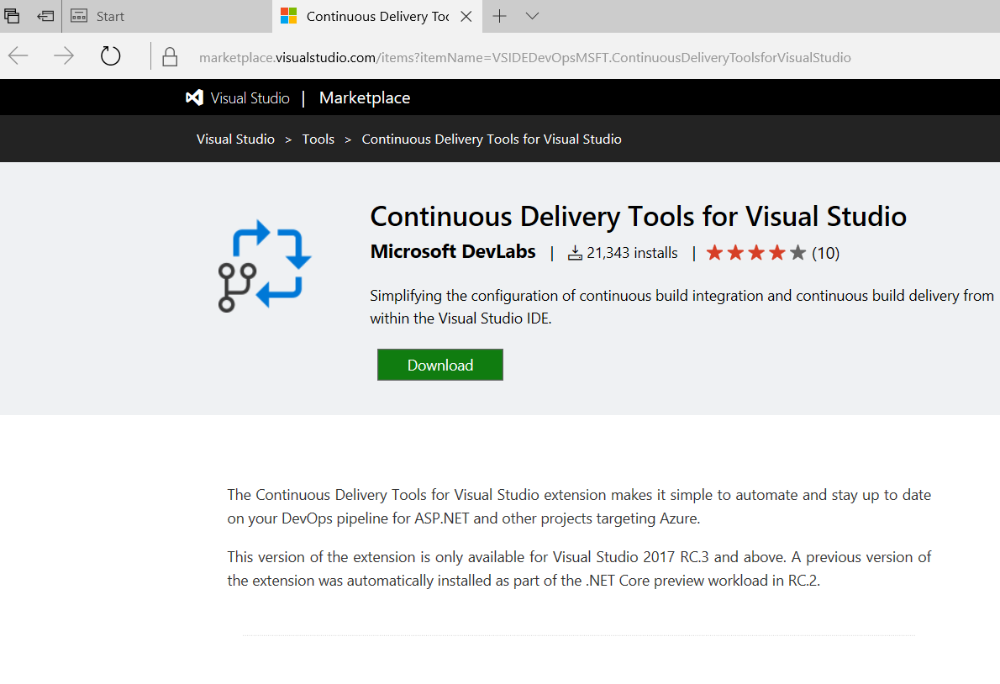 Start
Continuous Delivery Too
marketplace.visualstudio.com/items?itemName=VSIDEDevOpsMSFT.ContinuousDeliveryToolsforVisualStudio
Visual Studio | Marketplace
Visual Studio > Tools > Continuous Delivery Tools for Visual Studio
Continuous Delivery Tools for Visual Studio
Microsoft DevLabs | 21,343 installs | (10)
Simplifying the configuration of continuous build integration and continuous build delivery from
within the Visual Studio IDE.
Download
The Continuous Delivery Tools for Visual Studio extension makes it simple to automate and stay up to date
on your DevOps pipeline for ASP.NET and other projects targeting Azure.
This version of the extension is only available for Visual Studio 2017 RC.3 and above. A previous version of
the extension was automatically installed as part of the .NET Core preview workload in RC.2.